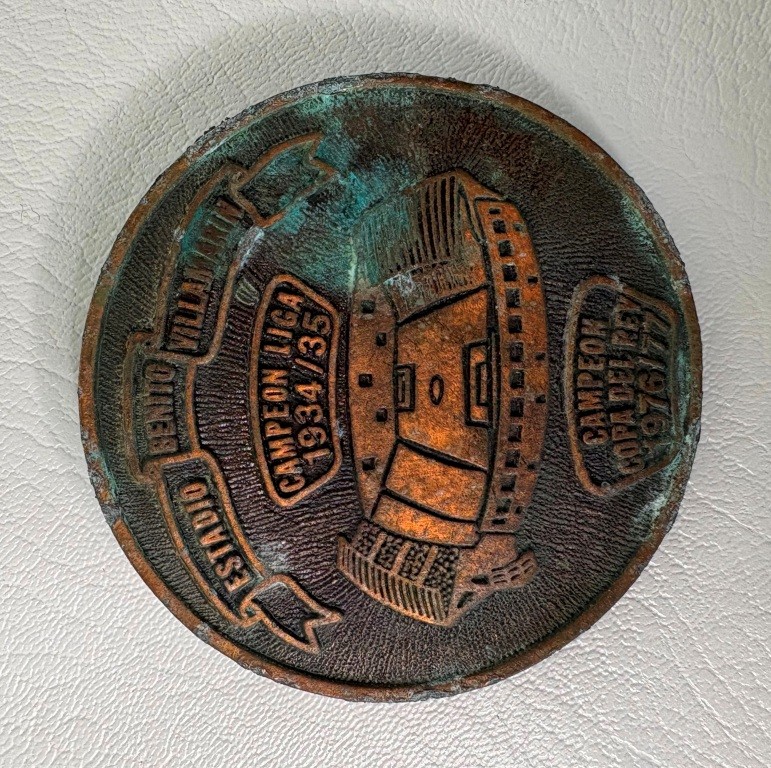 ESTADIO BENITO VILLAMARIN
CAMPEON LIGA
1934/35
CAMPEON
COPA DEL REY
1976/77